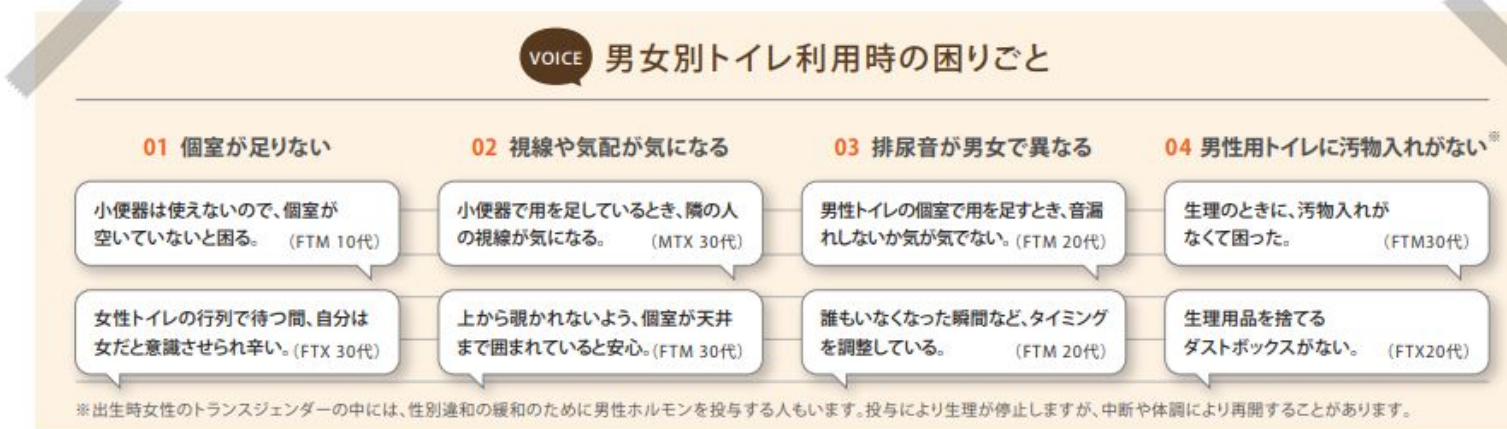 VOICE 男女別トイレ利用時の困りごと
01 個室が足りない
小便器は使えないので、個室が
空いていないと困る。 (FTM 10代)
女性トイレの行列で待つ間、自分は
女だと意識させられ辛い。(FTX 30代)
02 視線や気配が気になる
小便器で用を足しているとき、隣の人
の視線が気になる。 (MTX 30代)
上から覗かれないよう、個室が天井
まで囲まれていると安心。(FTM 30代)
03 排尿音が男女で異なる
男性トイレの個室で用を足すとき、音漏
れしないか気が気でない。(FTM 20代)
誰もいなくなった瞬間など、タイミング
を調整している。 (FTM 20代)
04 男性用トイレに汚物入れがない※
生理のときに、汚物入れが
なくて困った。 (FTM30代)
生理用品を捨てる
ダストボックスがない。 (FTX20代)
※出生時女性のトランスジェンダーの中には、性別違和の緩和のために男性ホルモンを投与する人もいます。投与により生理が停止しますが、中断や体調により再開することがあります。